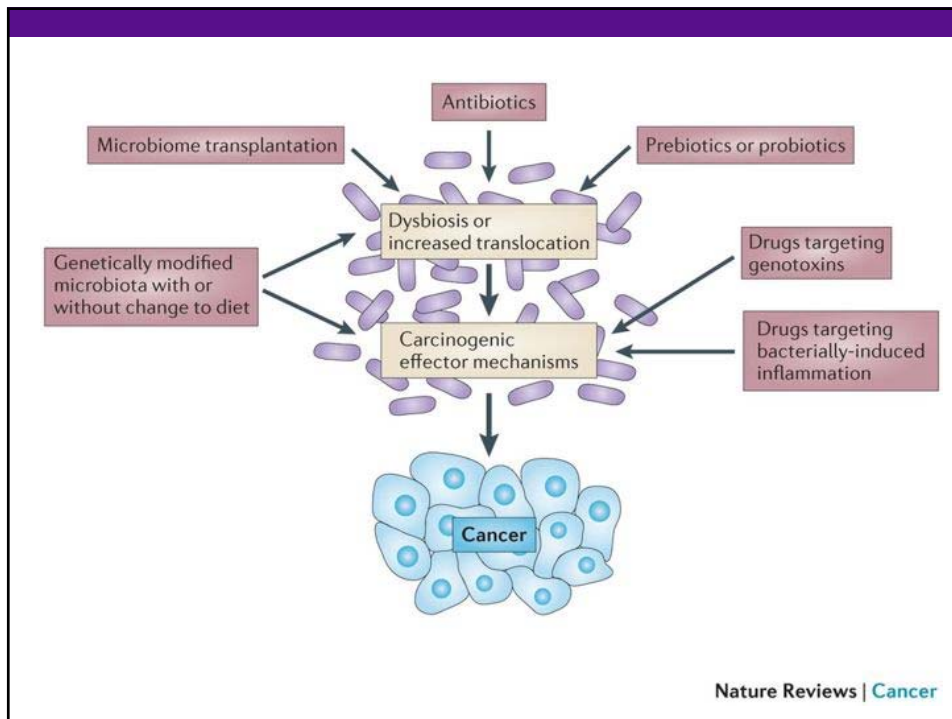 Antibiotics
Microbiome transplantation
Prebiotics or probiotics
Dysbiosis or
increased translocation
Genetically modified
microbiota with or
without change to diet
Drugs targeting
genotoxins
Carcinogenic
effector mechanisms
Drugs targeting
bacterially-induced
inflammation
Cancer
Nature Reviews | Cancer